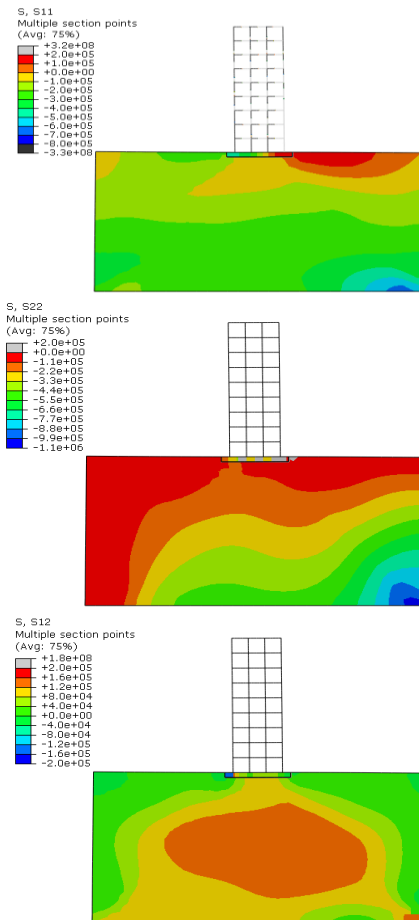 S, S11
Multiple section points
(Avg: 75%)
+3.2e+08
+2.0e+05
+1.0e+05
+0.0e+00
-1.0e+05
-2.0e+05
-3.0e+05
-4.0e+05
-5.0e+05
-6.0e+05
-7.0e+05
-8.0e+05
-3.3e+08
S, S22
Multiple section points
(Avg: 75%)
+2.0e+05
+0.0e+00
-1.1e+05
-2.2e+05
-3.3e+05
-4.4e+05
-5.5e+05
-6.6e+05
-7.7e+05
-8.8e+05
-9.9e+05
-1.1e+06
S, S12
Multiple section points
(Avg: 75%)
+1.8e+08
+2.0e+05
+1.6e+05
+1.2e+05
+8.0e+04
+4.0e+04
+0.0e+00
-4.0e+04
-8.0e+04
-1.2e+05
-1.6e+05
-2.0e+05